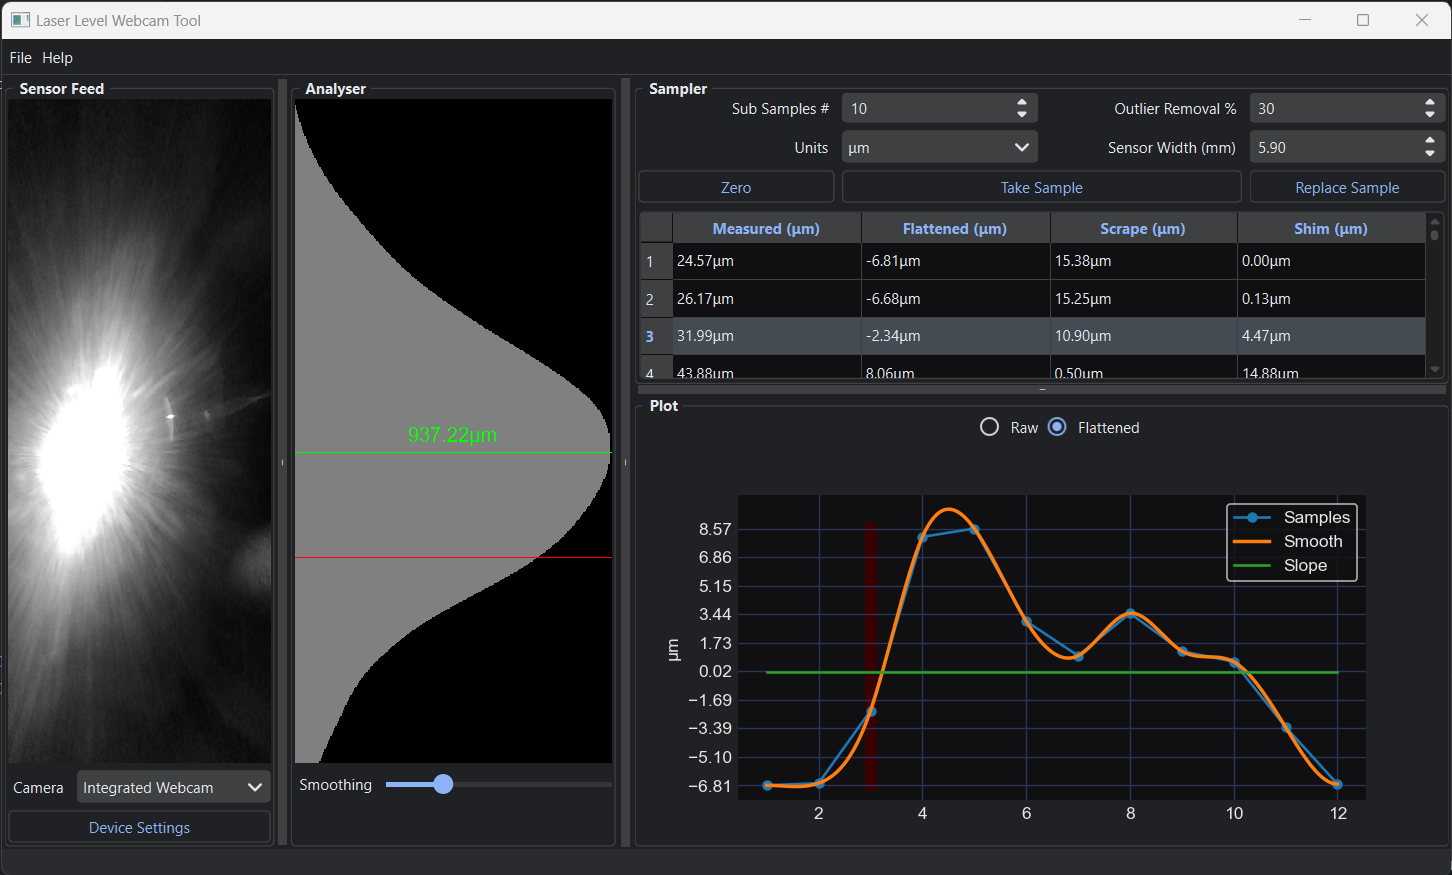 Laser Level Webcam Tool
File Help
Sensor Feed
Camera Integrated Webcam
Device Settings
Analyser
937.22µm
Smoothing
Sampler
Sub Samples # 10 Outlier Removal % 30
Units µm Sensor Width (mm) 5.90
Zero Take Sample Replace Sample
Measured (µm) Flattened (µm) Scrape (µm) Shim (µm)
1 24.57µm -6.81µm 15.38µm 0.00µm
2 26.17µm -6.68µm 15.25µm 0.13µm
3 31.99µm -2.34µm 10.90µm 4.47µm
4 43.88µm 8.06µm 0.50µm 14.88µm
Plot
Raw Flattened
Samples
Smooth
Slope
8.57
6.86
5.15
3.44
1.73
0.02
−1.69
−3.39
−5.10
−6.81
µm
2 4 6 8 10 12